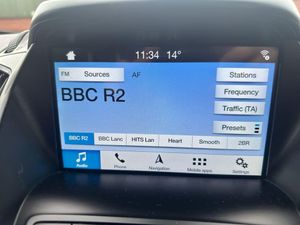 11:34 14°
FM Sources AF Stations
BBC R2
Frequency
Traffic (TA)
Presets
BBC R2 BBC Lanc HITS Lan Heart Smooth 2BR
Audio Phone Navigation Mobile apps Settings